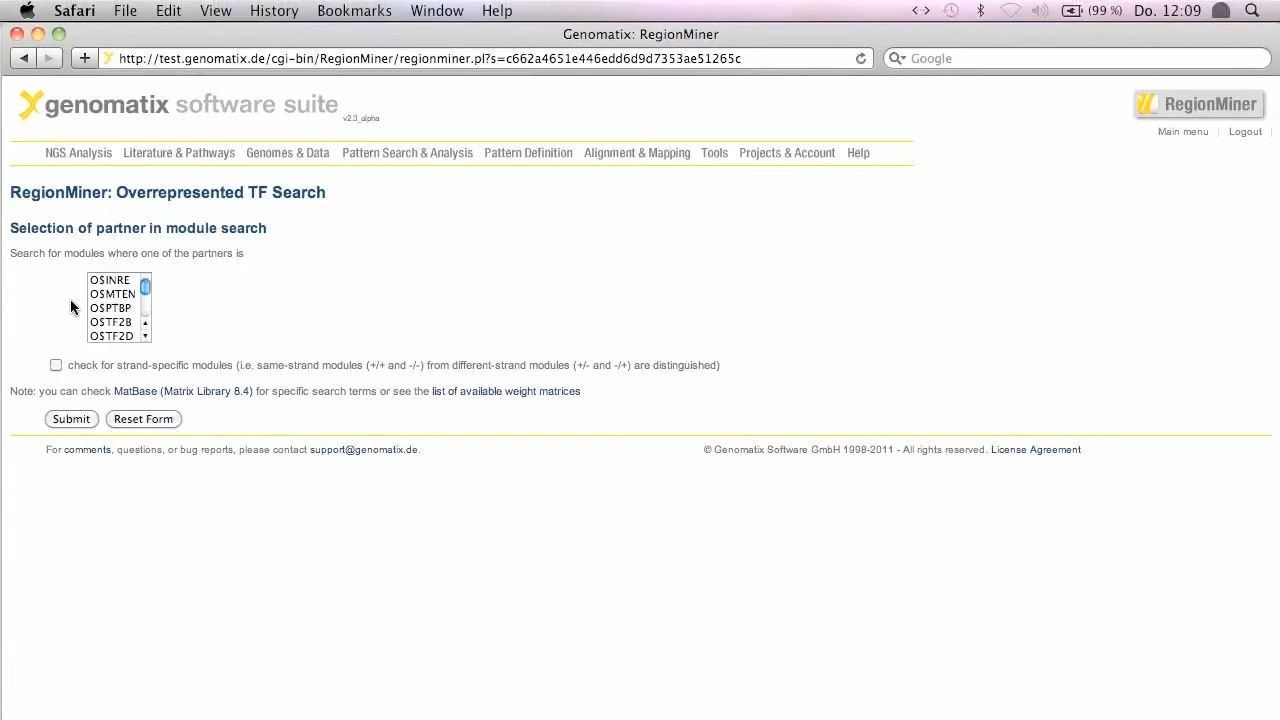 Safari File Edit View History Bookmarks Window Help (99 %) Do. 12:09
Genomatix: RegionMiner
http://test.genomatix.de/cgi-bin/RegionMiner/regionminer.pl?s=c662a4651e446edd6d9d7353ae51265c Google
genomatix software suite v2.3_alpha RegionMiner
Main menu | Logout |
NGS Analysis Literature & Pathways Genomes & Data Pattern Search & Analysis Pattern Definition Alignment & Mapping Tools Projects & Account Help
RegionMiner: Overrepresented TF Search
Selection of partner in module search
Search for modules where one of the partners is
O$INRE
O$MTEN
O$PTBP
O$TF2B
O$TF2D
check for strand-specific modules (i.e. same-strand modules (+/+ and -/-) from different-strand modules (+/- and -/+) are distinguished)
Note: you can check MatBase (Matrix Library 8.4) for specific search terms or see the list of available weight matrices
Submit Reset Form
For comments, questions, or bug reports, please contact support@genomatix.de. © Genomatix Software GmbH 1998-2011 - All rights reserved. License Agreement